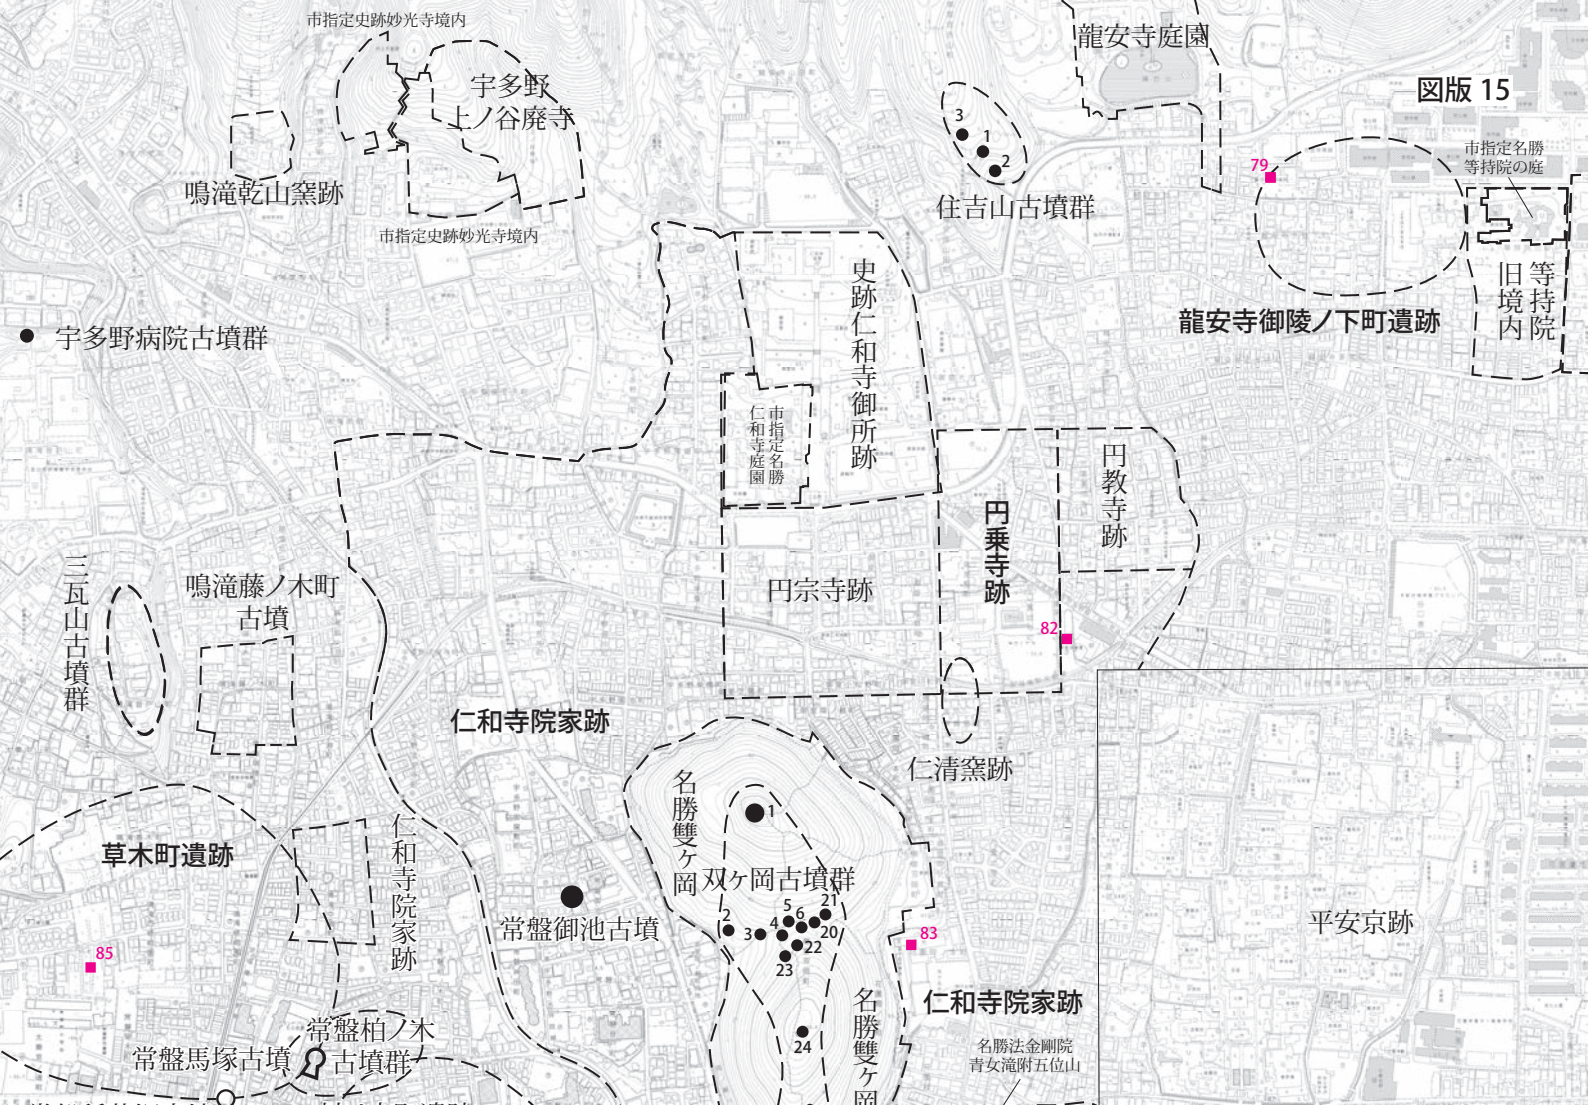 市指定史跡妙光寺境内
龍安寺庭園
宇多野
上ノ谷廃寺
図版 15
3
1
2
79
市指定名勝
等持院の庭
鳴滝乾山窯跡
住吉山古墳群
市指定史跡妙光寺境内
史跡仁和寺御所跡
等持院
旧境内
龍安寺御陵ノ下町遺跡
宇多野病院古墳群
市指定名勝
仁和寺庭園
円教寺跡
円乗寺跡
三瓦山古墳群
鳴滝藤ノ木町
古墳
円宗寺跡
82
仁和寺院家跡
仁清窯跡
名勝雙ヶ岡
1
仁和寺院家跡
草木町遺跡
双ヶ岡古墳群
2
3
4
5
6
21
20
22
23
常盤御池古墳
平安京跡
83
85
名勝雙ヶ岡
仁和寺院家跡
24
常盤柏ノ木
古墳群
常盤馬塚古墳
名勝法金剛院
青女滝附五位山